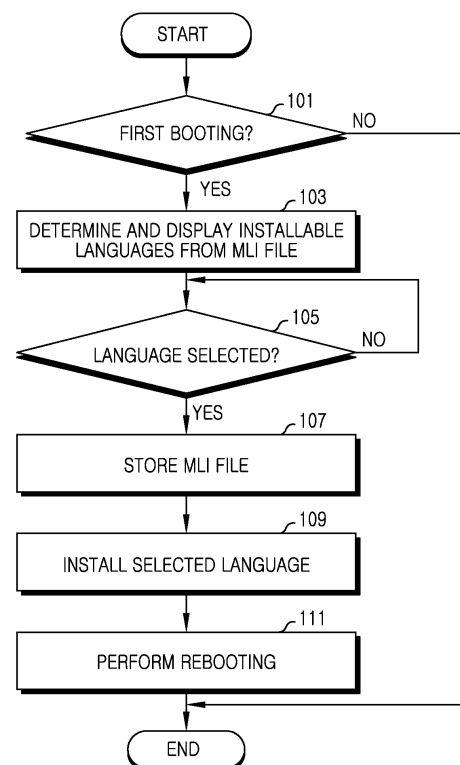 START
101
FIRST BOOTING?
NO
YES
103
DETERMINE AND DISPLAY INSTALLABLE
LANGUAGES FROM MLI FILE
105
LANGUAGE SELECTED?
NO
YES
107
STORE MLI FILE
109
INSTALL SELECTED LANGUAGE
111
PERFORM REBOOTING
END